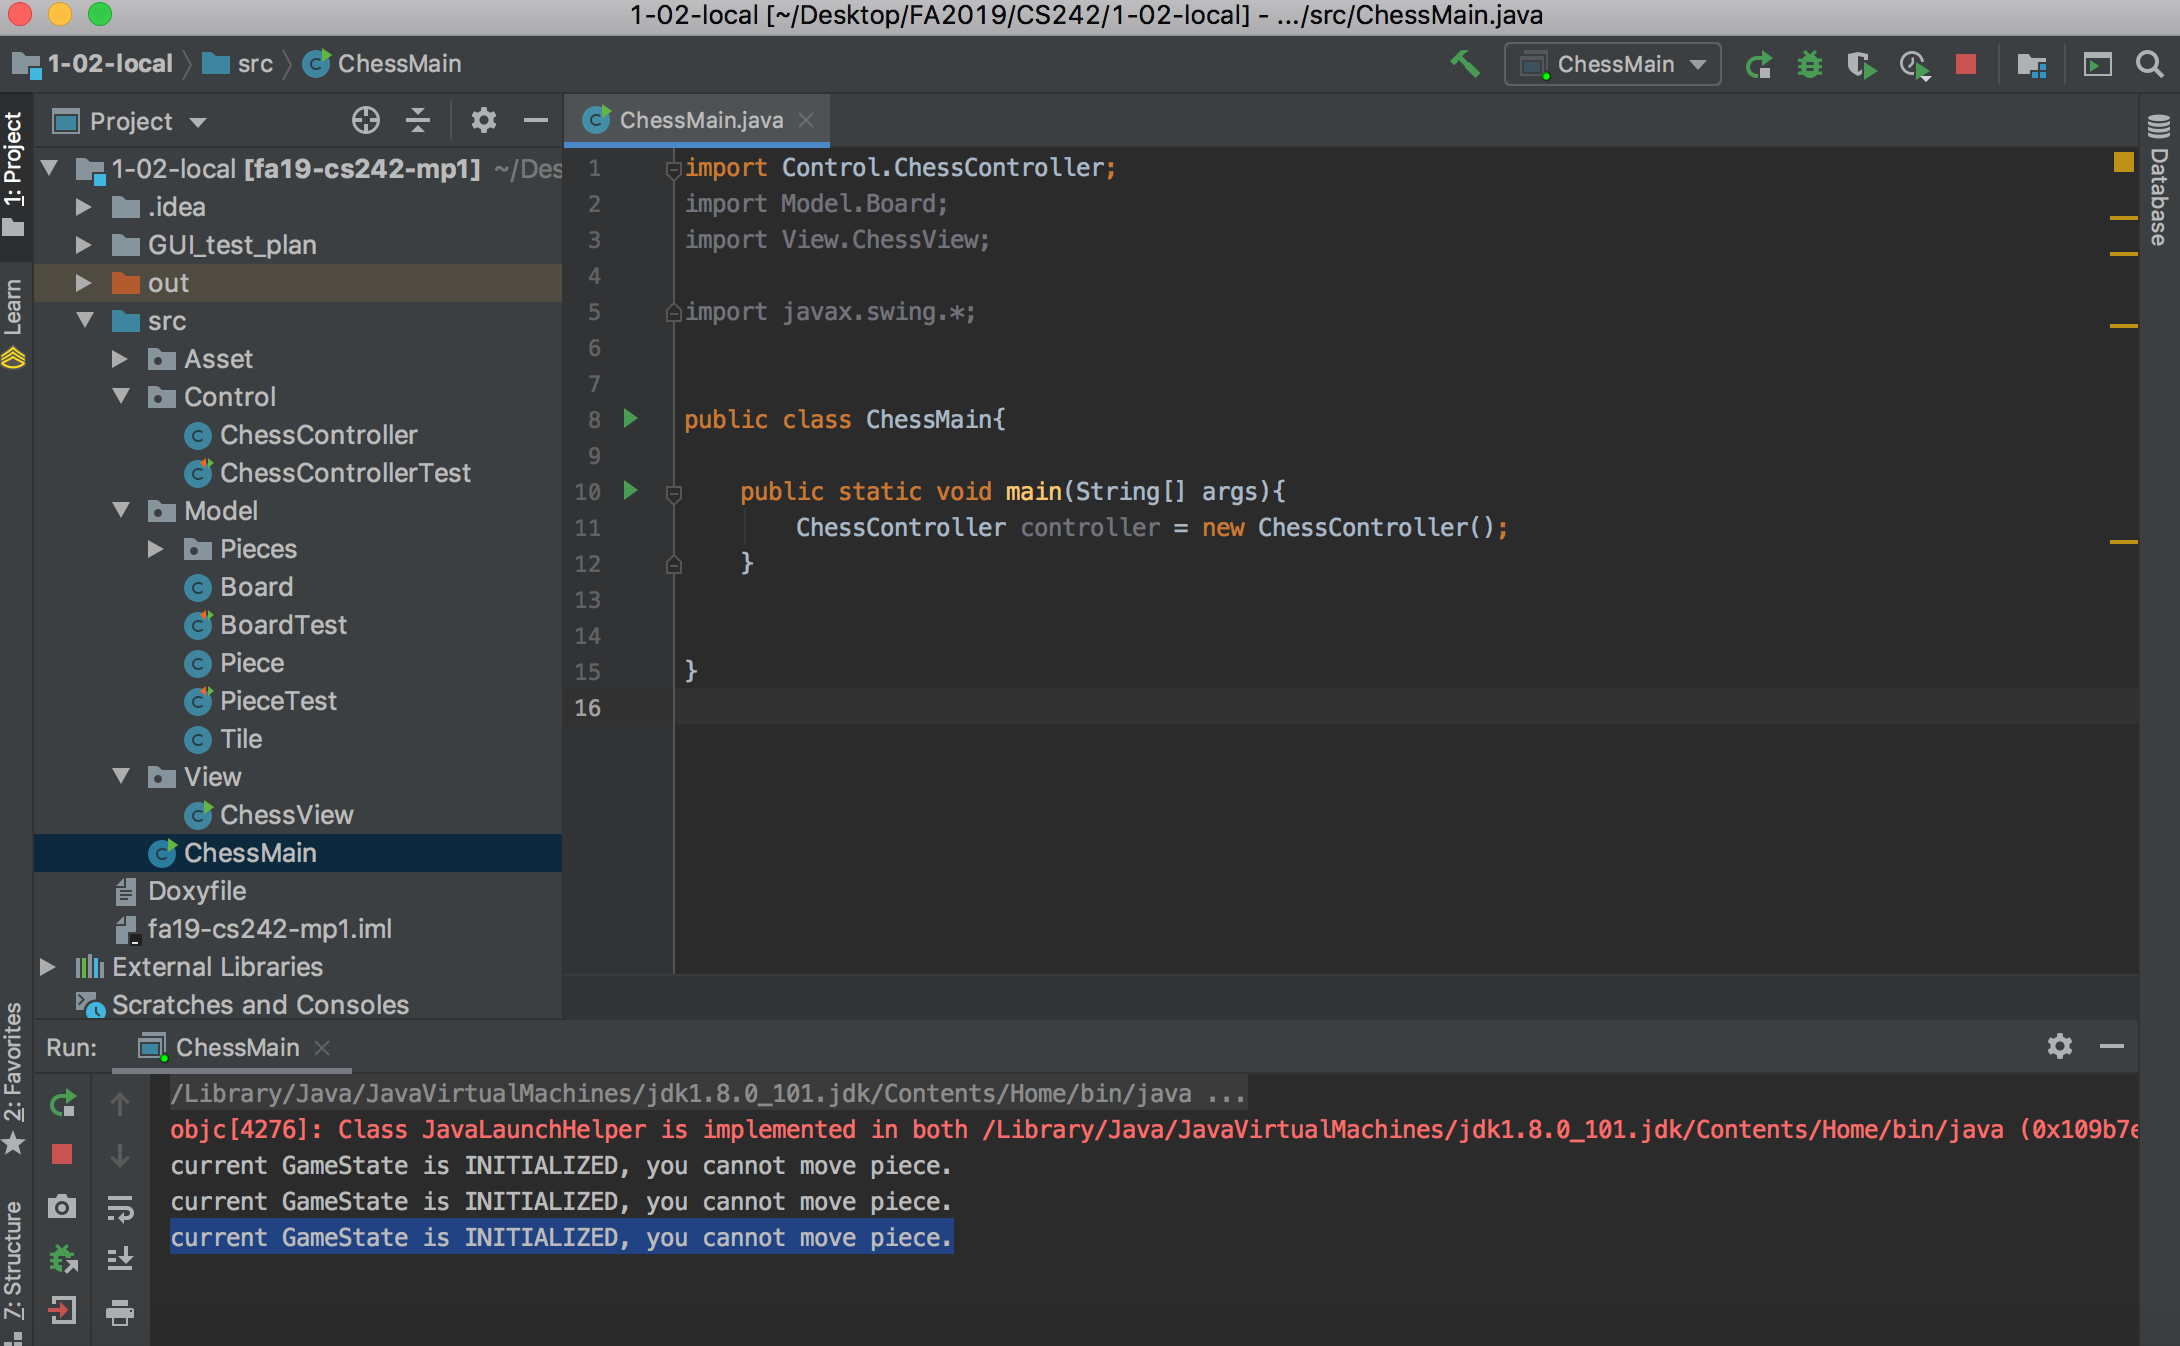 1-02-local [~/Desktop/FA2019/CS242/1-02-local] - .../src/ChessMain.java
1-02-local src ChessMain
ChessMain
1: Project
Learn
2: Favorites
7: Structure
Project
1-02-local [fa19-cs242-mp1] ~/Des
.idea
GUI_test_plan
out
src
Asset
Control
ChessController
ChessControllerTest
Model
Pieces
Board
BoardTest
Piece
PieceTest
Tile
View
ChessView
ChessMain
Doxyfile
fa19-cs242-mp1.iml
External Libraries
Scratches and Consoles
ChessMain.java
1 import Control.ChessController;
2 import Model.Board;
3 import View.ChessView;
4
5 import javax.swing.*;
6
7
8 public class ChessMain{
9
10 public static void main(String[] args){
11 ChessController controller = new ChessController();
12 }
13
14
15 }
16
Database
Run: ChessMain
/Library/Java/JavaVirtualMachines/jdk1.8.0_101.jdk/Contents/Home/bin/java ...
objc[4276]: Class JavaLaunchHelper is implemented in both /Library/Java/JavaVirtualMachines/jdk1.8.0_101.jdk/Contents/Home/bin/java (0x109b7e
current GameState is INITIALIZED, you cannot move piece.
current GameState is INITIALIZED, you cannot move piece.
current GameState is INITIALIZED, you cannot move piece.